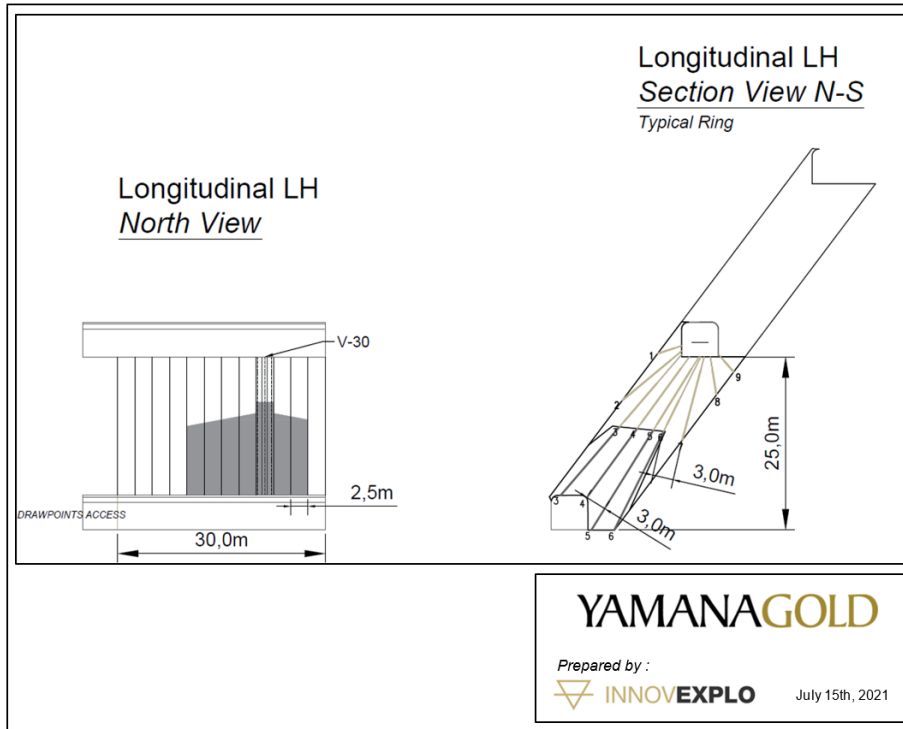 Longitudinal LH
Section View N-S
Typical Ring
Longitudinal LH
North View
V-30
2,5m
DRAWPOINTS ACCESS
30,0m
1
2
3
4
5
6
8
9
3
4
5
6
3,0m
3,0m
25,0m
YAMANAGOLD
Prepared by :
INNOVEXPLO
July 15th, 2021